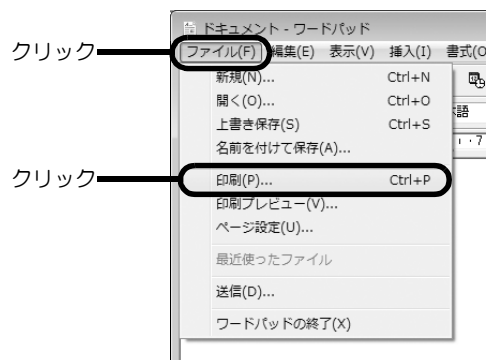 ドキュメント - ワードパッド
クリック
ファイル(F) 編集(E) 表示(V) 挿入(I) 書式(O
新規(N)... Ctrl+N
開く(O)... Ctrl+O
語
上書き保存(S) Ctrl+S
名前を付けて保存(A)...
・7
クリック
印刷(P)... Ctrl+P
印刷プレビュー(V)...
ページ設定(U)...
最近使ったファイル
送信(D)...
ワードパッドの終了(X)